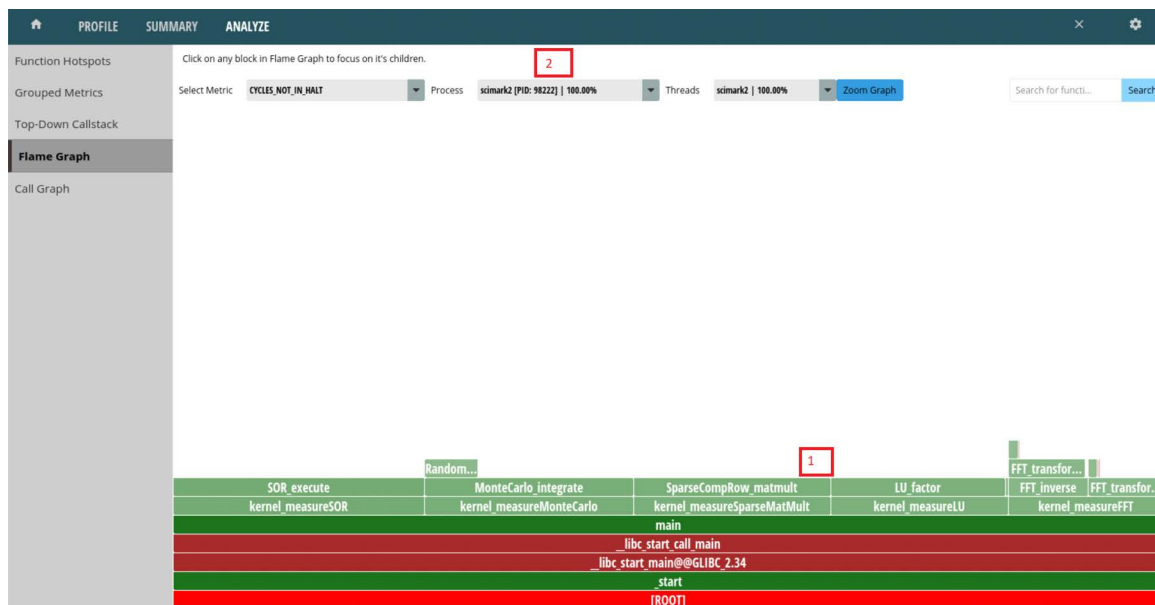 PROFILE SUMMARY ANALYZE
Function Hotspots
Grouped Metrics
Top-Down Callstack
Flame Graph
Call Graph
Click on any block in Flame Graph to focus on it's children.
2
Select Metric CYCLES_NOT_IN_HALT Process scimark2 [PID: 98222] | 100.00% Threads scimark2 | 100.00% Zoom Graph Search for functi... Search
1
Random... FFT_transfor...
SOR_execute MonteCarlo_integrate SparseCompRow_matmult LU_factor FFT_inverse FFT_transfor..
kernel_measureSOR kernel_measureMonteCarlo kernel_measureSparseMatMult kernel_measureLU kernel_measureFFT
main
__libc_start_call_main
__libc_start_main@@GLIBC_2.34
_start
[ROOT]